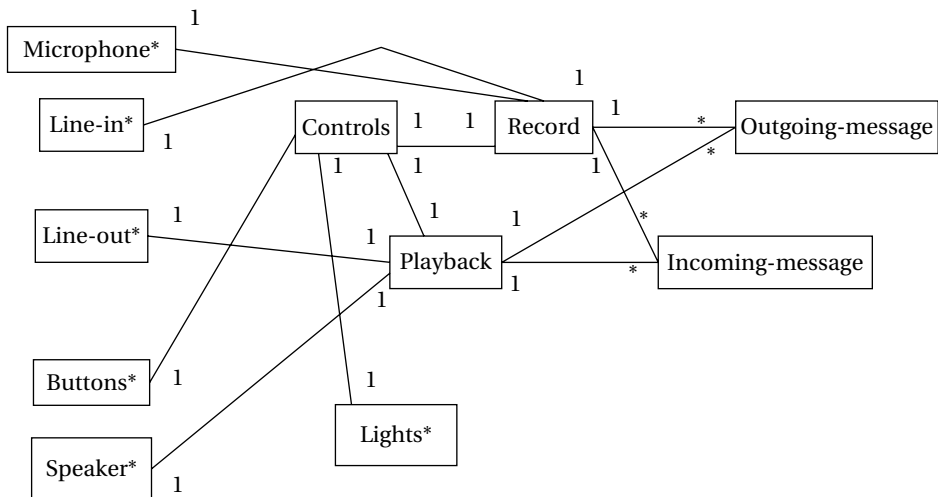 1
Microphone*
1
Line-in*
1
Controls
1
1
Record
1
*
Outgoing-message
1
1
1
*
1
1
*
Line-out*
1
1
Playback
1
*
Incoming-message
1
1
Buttons*
1
1
Lights*
Speaker*
1